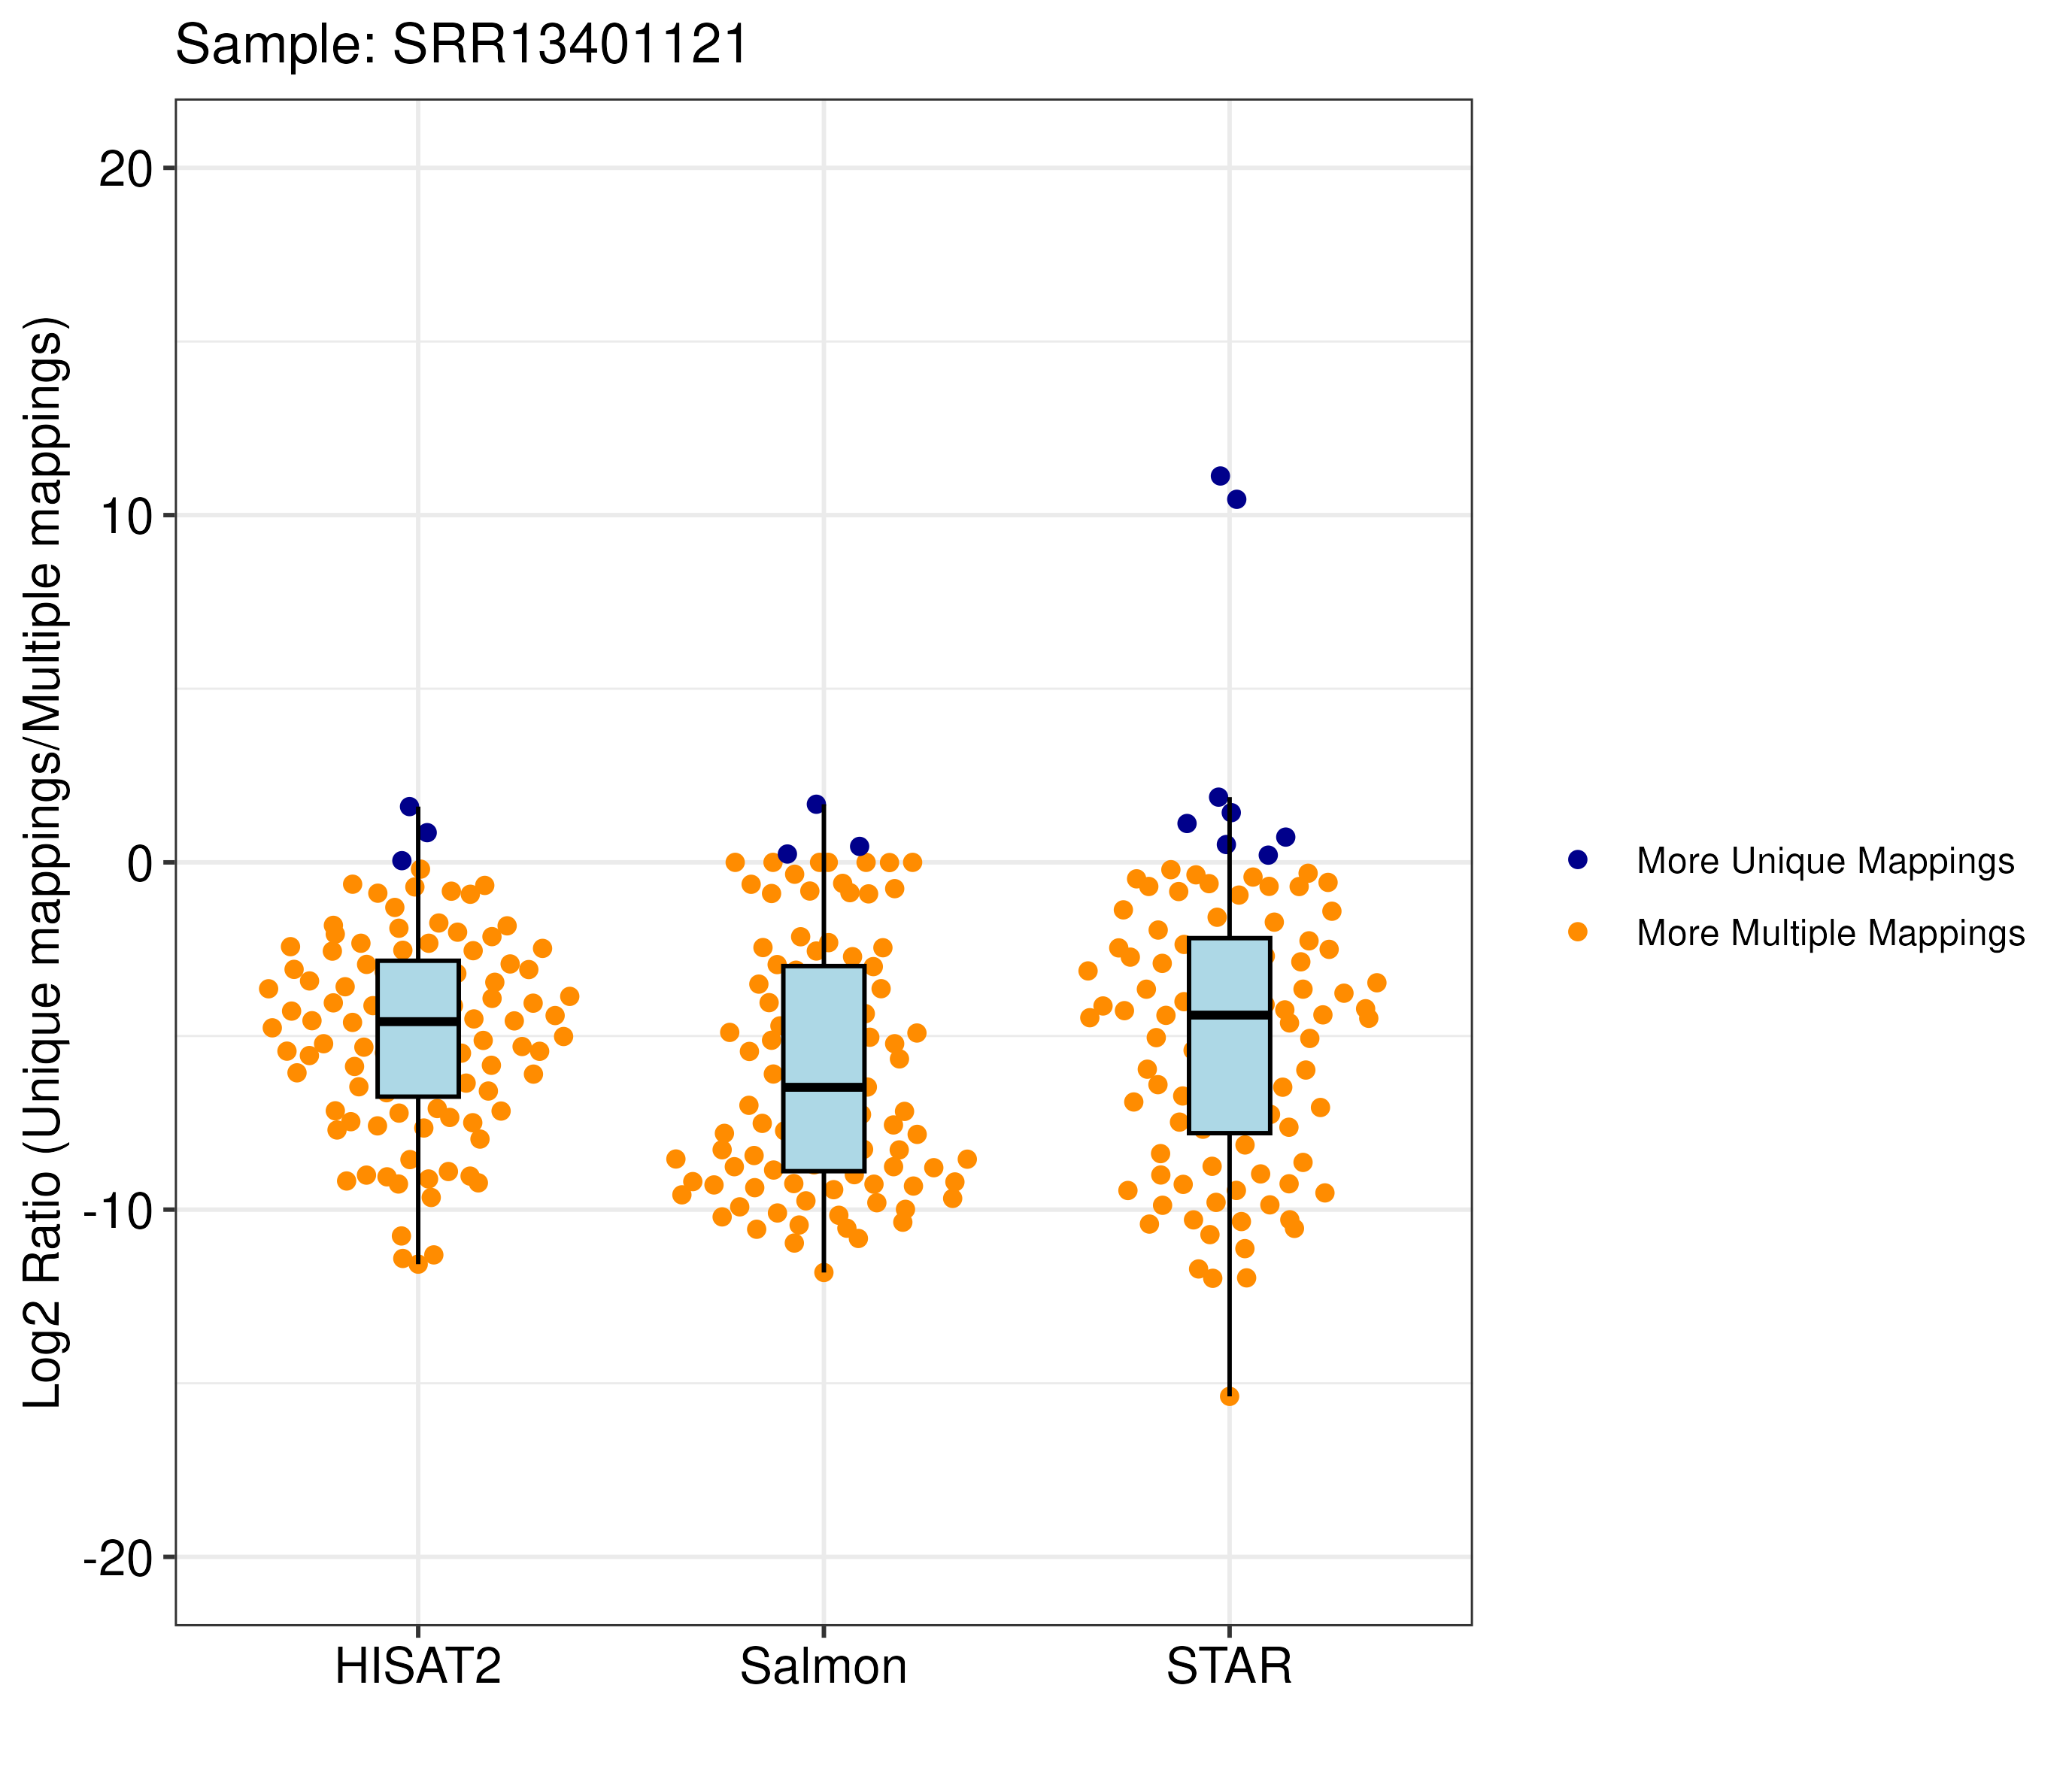 Sample: SRR13401121
Log2 Ratio (Unique mappings/Multiple mappings)
20
10
0
-10
-20
HISAT2
Salmon
STAR
More Unique Mappings
More Multiple Mappings